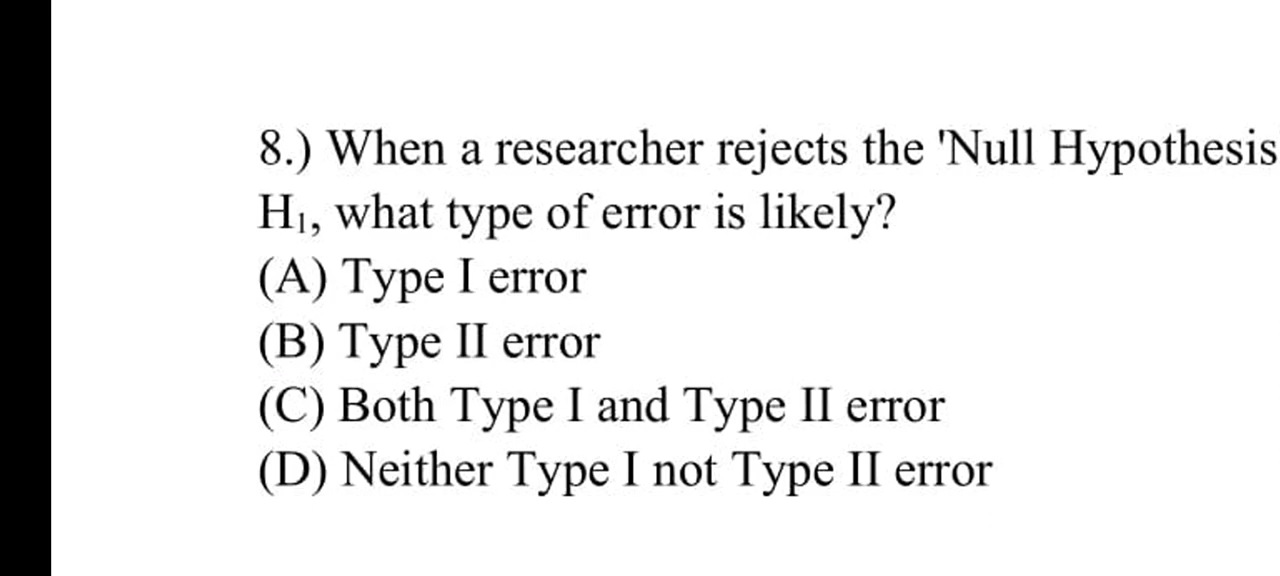 8.) When a researcher rejects the 'Null Hypothesis
H₁, what type of error is likely?
(A) Type I error
(B) Type II error
(C) Both Type I and Type II error
(D) Neither Type I not Type II error